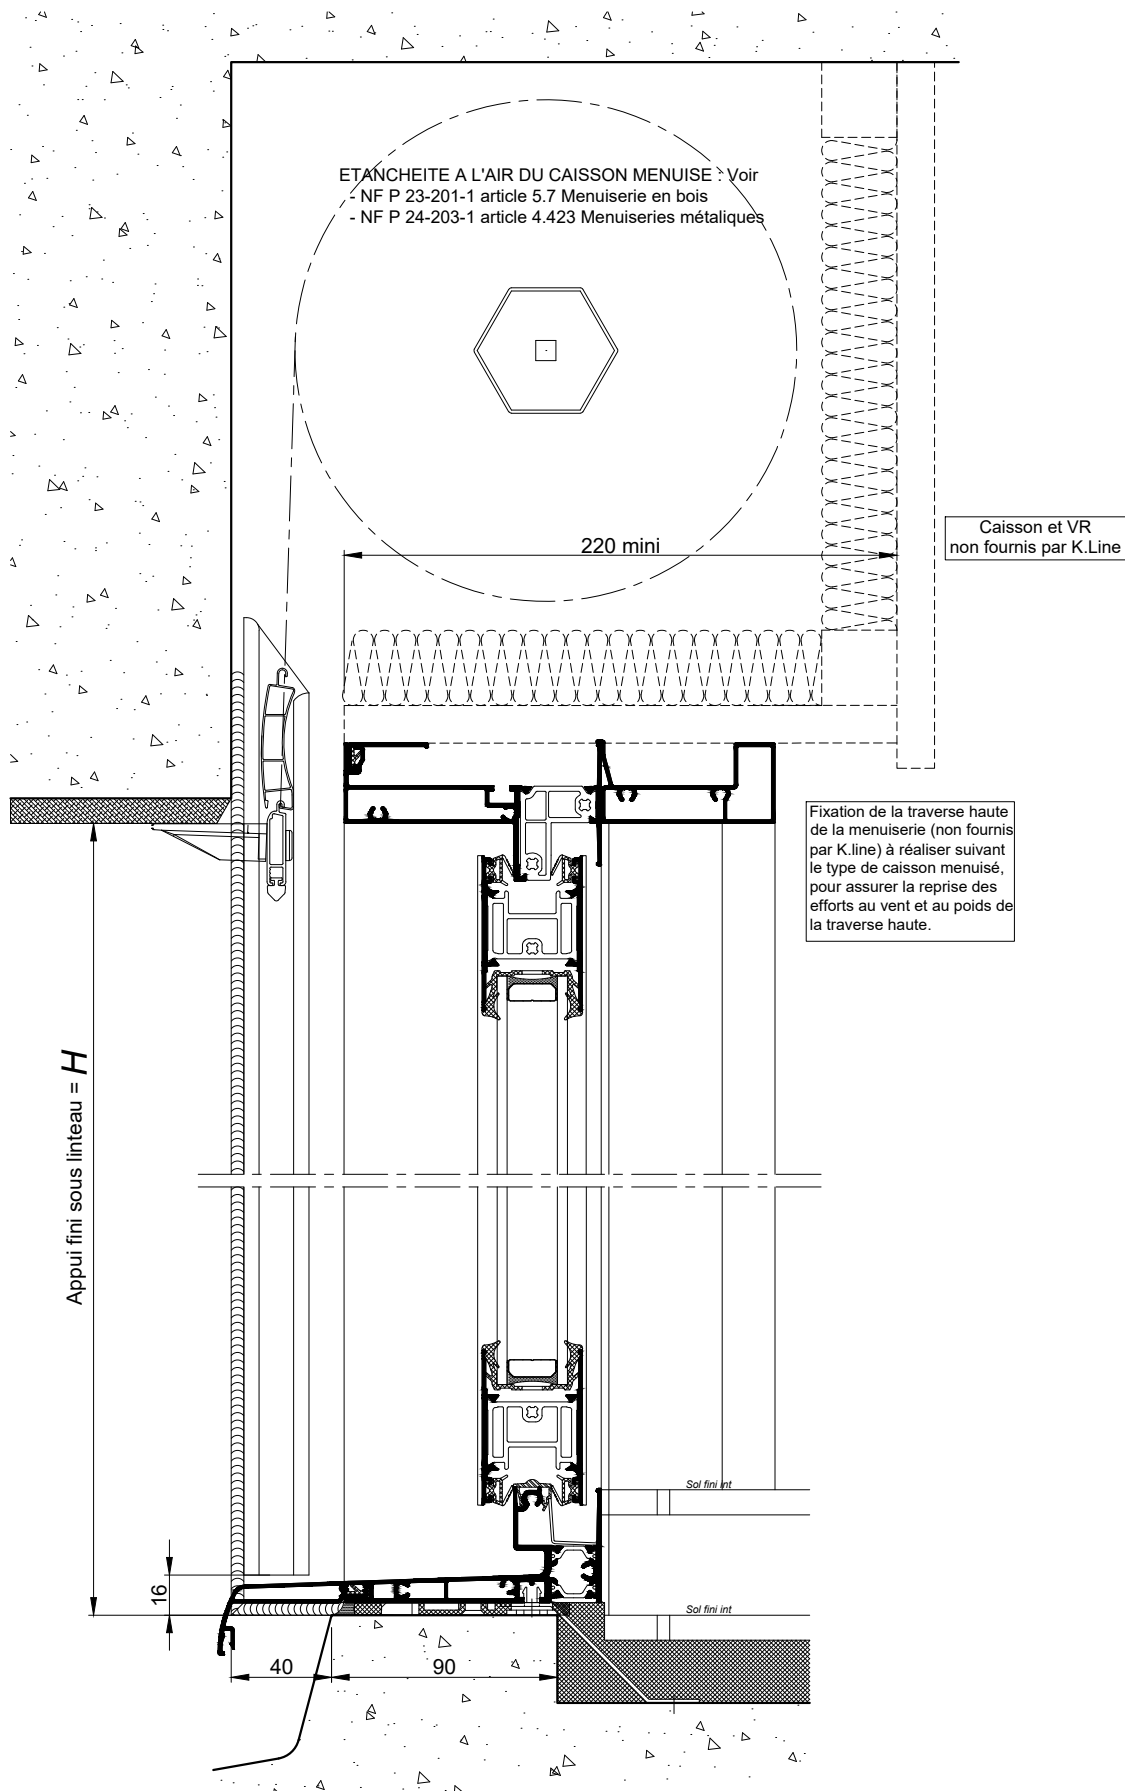 ETANCHEITE A L'AIR DU CAISSON MENUISE : Voir
- NF P 23-201-1 article 5.7 Menuiserie en bois
- NF P 24-203-1 article 4.423 Menuiseries métaliques
220 mini
Caisson et VR
non fournis par K.Line
Fixation de la traverse haute
de la menuiserie (non fournis
par K.line) à réaliser suivant
le type de caisson menuisé,
pour assurer la reprise des
efforts au vent et au poids de
la traverse haute.
Appui fini sous linteau = H
Sol fini int
16
Sol fini int
40
90